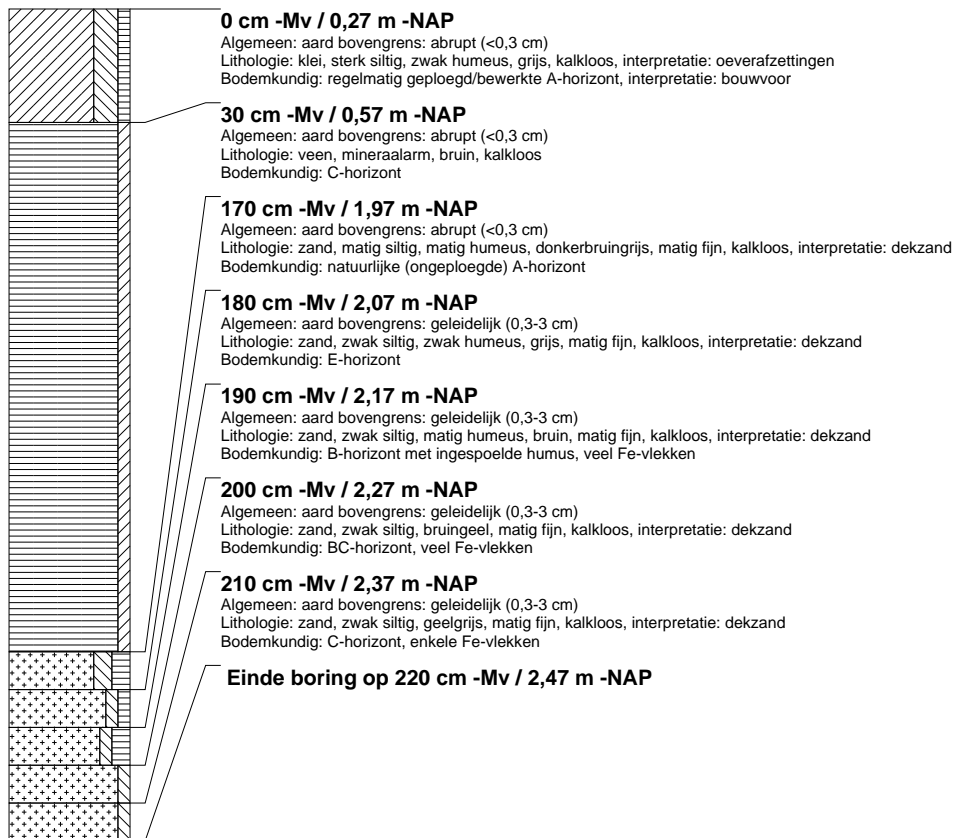 0 cm -Mv / 0,27 m -NAP
Algemeen: aard bovengrens: abrupt (<0,3 cm)
Lithologie: klei, sterk siltig, zwak humeus, grijs, kalkloos, interpretatie: oeverafzettingen
Bodemkundig: regelmatig geploegd/bewerkte A-horizont, interpretatie: bouwvoor
30 cm -Mv / 0,57 m -NAP
Algemeen: aard bovengrens: abrupt (<0,3 cm)
Lithologie: veen, mineraalarm, bruin, kalkloos
Bodemkundig: C-horizont
170 cm -Mv / 1,97 m -NAP
Algemeen: aard bovengrens: abrupt (<0,3 cm)
Lithologie: zand, matig siltig, matig humeus, donkerbruingrijs, matig fijn, kalkloos, interpretatie: dekzand
Bodemkundig: natuurlijke (ongeploegde) A-horizont
180 cm -Mv / 2,07 m -NAP
Algemeen: aard bovengrens: geleidelijk (0,3-3 cm)
Lithologie: zand, zwak siltig, zwak humeus, grijs, matig fijn, kalkloos, interpretatie: dekzand
Bodemkundig: E-horizont
190 cm -Mv / 2,17 m -NAP
Algemeen: aard bovengrens: geleidelijk (0,3-3 cm)
Lithologie: zand, zwak siltig, matig humeus, bruin, matig fijn, kalkloos, interpretatie: dekzand
Bodemkundig: B-horizont met ingespoelde humus, veel Fe-vlekken
200 cm -Mv / 2,27 m -NAP
Algemeen: aard bovengrens: geleidelijk (0,3-3 cm)
Lithologie: zand, zwak siltig, bruingeel, matig fijn, kalkloos, interpretatie: dekzand
Bodemkundig: BC-horizont, veel Fe-vlekken
210 cm -Mv / 2,37 m -NAP
Algemeen: aard bovengrens: geleidelijk (0,3-3 cm)
Lithologie: zand, zwak siltig, geelgrijs, matig fijn, kalkloos, interpretatie: dekzand
Bodemkundig: C-horizont, enkele Fe-vlekken
Einde boring op 220 cm -Mv / 2,47 m -NAP